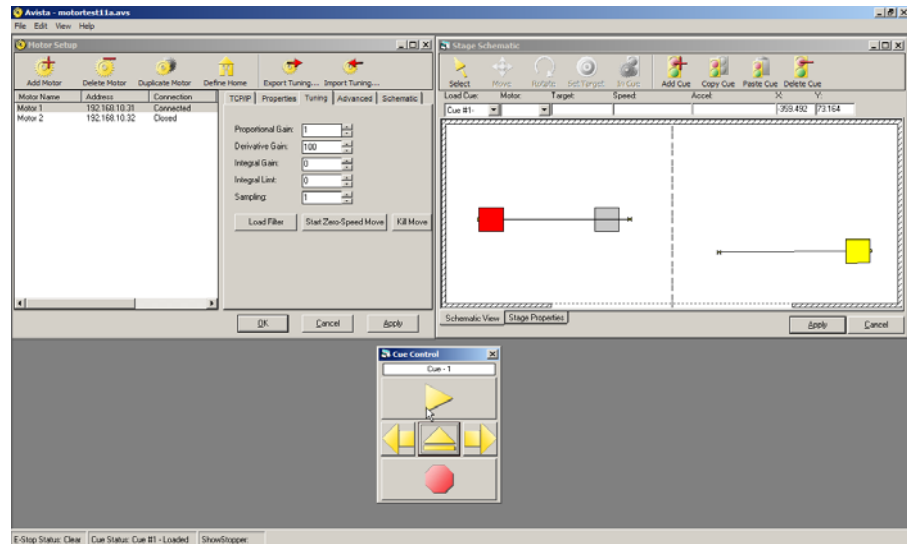 Avista - motortest11a.avs
File Edit View Help
Motor Setup
Add Motor Delete Motor Duplicate Motor Define Home Export Tuning.... Import Tuning....
Motor Name Address Connection
Motor 1 192.168.10.31 Connected
Motor 2 192.168.10.32 Closed
TCP/IP Properties Tuning Advanced Schematic
Proportional Gain: 1
Derivative Gain: 100
Integral Gain: 0
Integral Limit: 0
Sampling: 1
Load Filter Start Zero-Speed Move Kill Move
OK Cancel Apply
Stage Schematic
Select Move Rotate Set Target In Cue Add Cue Copy Cue Paste Cue Delete Cue
Load Cue: Motor: Target: Speed: Accel: X: Y:
Cue #1- -359.492 73.164
Schematic View Stage Properties
Apply Cancel
Cue Control
Cue - 1
E-Stop Status: Clear Cue Status: Cue #1 - Loaded ShowStopper: